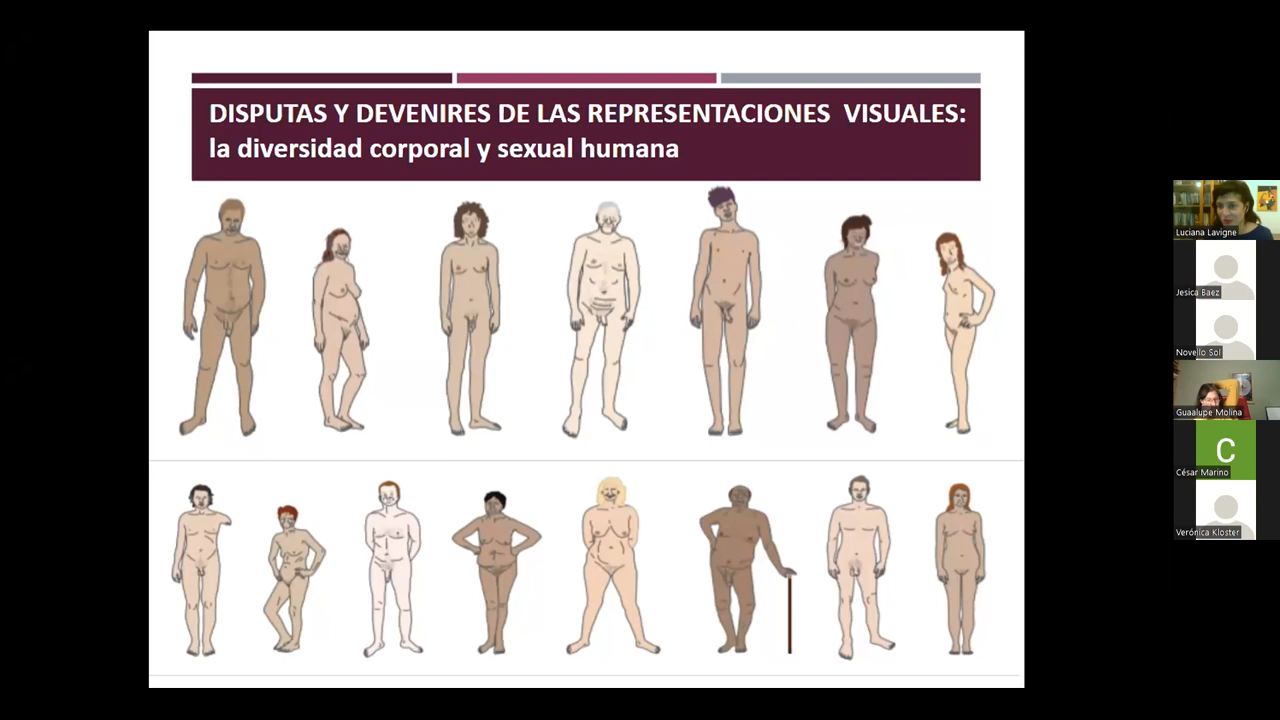 DISPUTAS Y DEVENIRES DE LAS REPRESENTACIONES VISUALES:
la diversidad corporal y sexual humana
Luciana Lavigne
Jesica Baez
Novello Sol
Guaalupe Molina
C
César Marino
Verónica Kloster